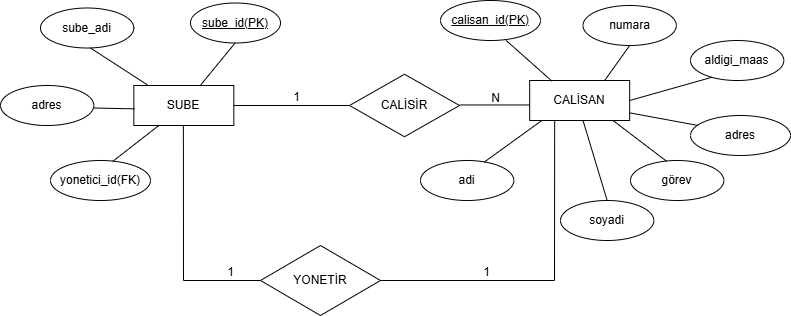 sube_adi
sube_id(PK)
adres
SUBE
yonetici_id(FK)
1
CALİSİR
N
calisan_id(PK)
numara
aldigi_maas
CALİSAN
adres
adi
görev
soyadi
1
YONETİR
1